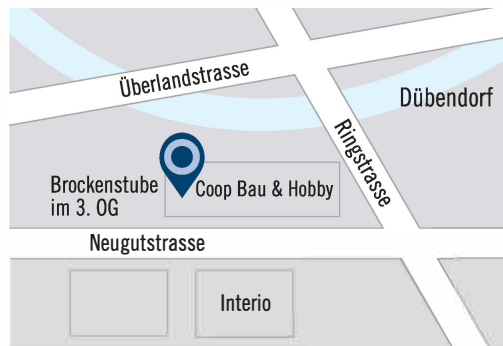 Überlandstrasse
Dübendorf
Ringstrasse
Brockenstube
im 3. OG
Coop Bau & Hobby
Neugutstrasse
Interio